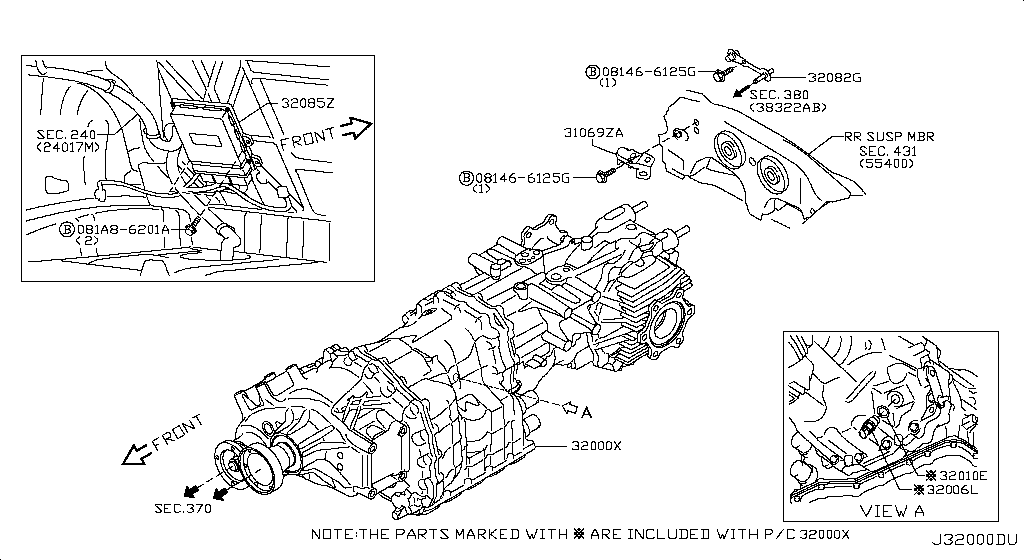 32085Z
SEC.240
(24017M)
FRONT
Ⓑ081A8-6201A
(2)
Ⓑ08146-6125G
(1)
32082G
SEC.380
(38322AB)
31069ZA
RR SUSP MBR
SEC. 431
(55400)
Ⓑ08146-6125G
(1)
A
32000X
FRONT
SEC.370
※32010E
※32006L
VIEW A
NOTE:THE PARTS MARKED WITH ※ ARE INCLUDED WITH P/C 32000X
J32000DU